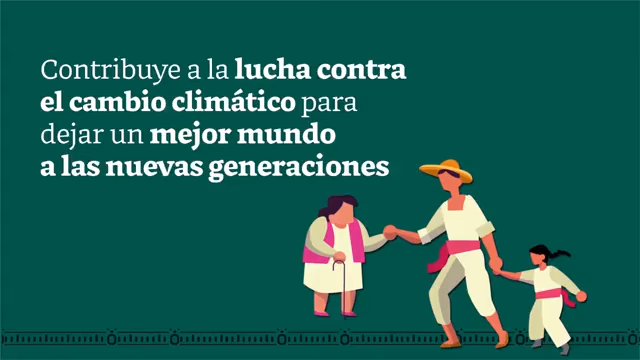 Contribuye a la lucha contra
el cambio climático para
dejar un mejor mundo
a las nuevas generaciones